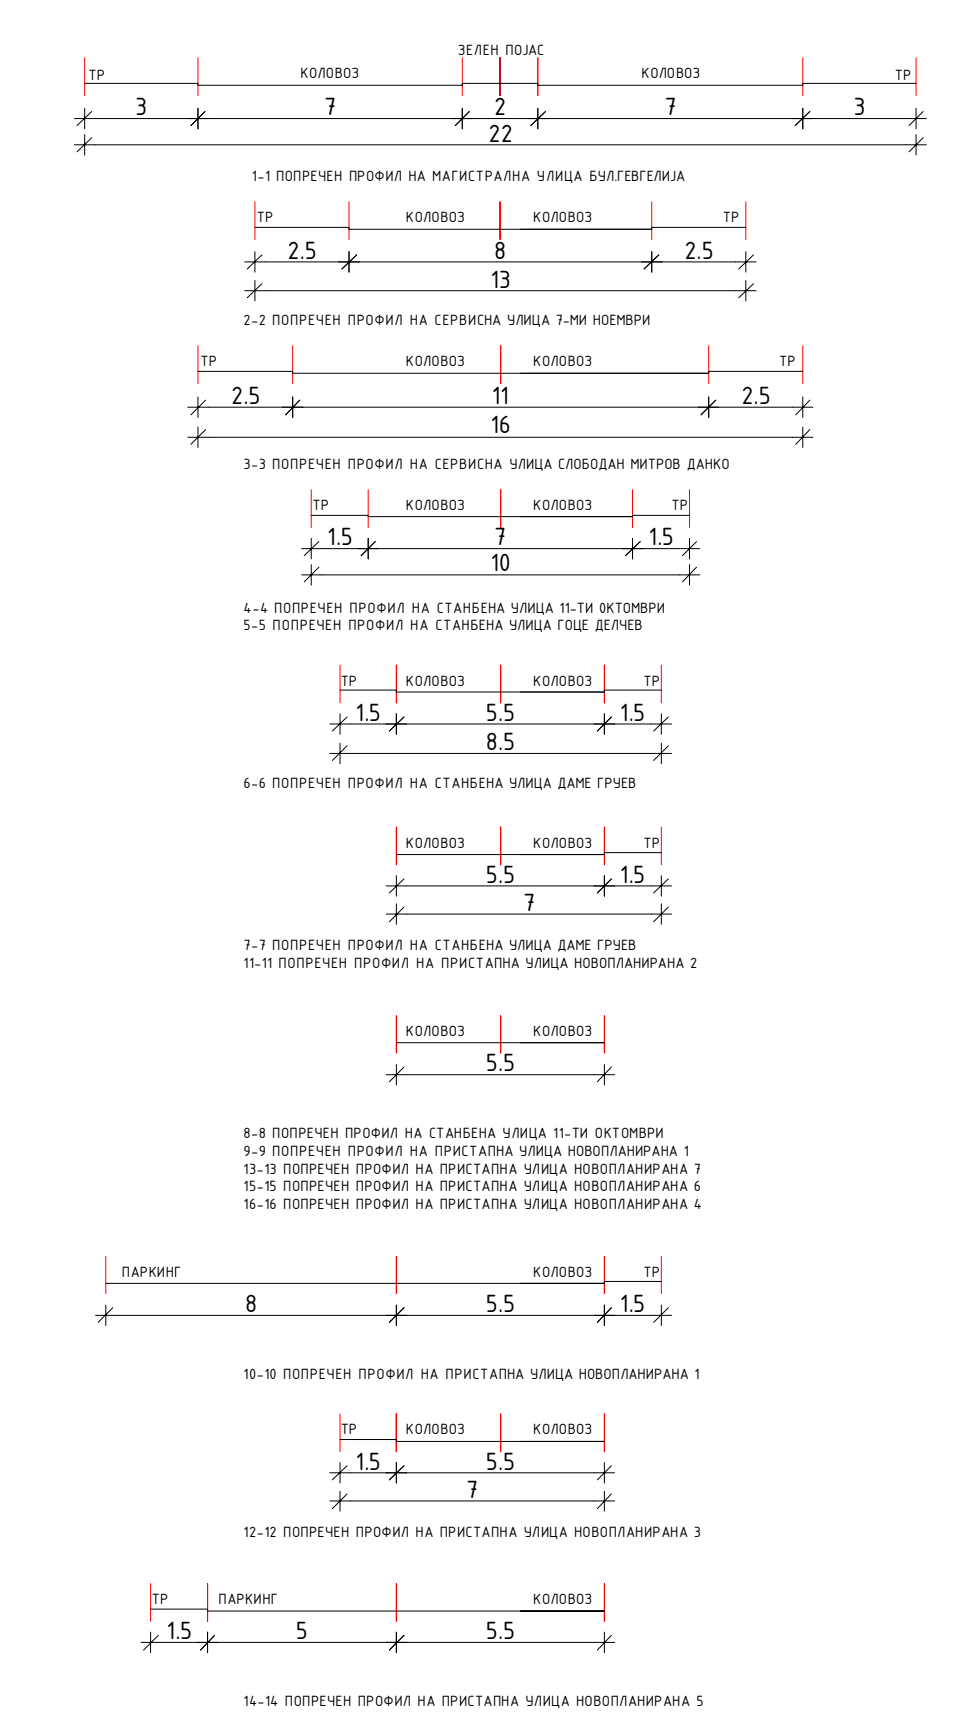 ЗЕЛЕН ПОЈАС
ТР КОЛОВОЗ КОЛОВОЗ ТР
3 7 2 7 3
22
1-1 ПОПРЕЧЕН ПРОФИЛ НА МАГИСТРАЛНА УЛИЦА БУЛ.ГЕВГЕЛИЈА
ТР КОЛОВОЗ КОЛОВОЗ ТР
2.5 8 2.5
13
2-2 ПОПРЕЧЕН ПРОФИЛ НА СЕРВИСНА УЛИЦА 7-МИ НОЕМВРИ
ТР КОЛОВОЗ КОЛОВОЗ ТР
2.5 11 2.5
16
3-3 ПОПРЕЧЕН ПРОФИЛ НА СЕРВИСНА УЛИЦА СЛОБОДАН МИТРОВ ДАНКО
ТР КОЛОВОЗ КОЛОВОЗ ТР
1.5 7 1.5
10
4-4 ПОПРЕЧЕН ПРОФИЛ НА СТАНБЕНА УЛИЦА 11-ТИ ОКТОМВРИ
5-5 ПОПРЕЧЕН ПРОФИЛ НА СТАНБЕНА УЛИЦА ГОЦЕ ДЕЛЧЕВ
ТР КОЛОВОЗ КОЛОВОЗ ТР
1.5 5.5 1.5
8.5
6-6 ПОПРЕЧЕН ПРОФИЛ НА СТАНБЕНА УЛИЦА ДАМЕ ГРУЕВ
КОЛОВОЗ КОЛОВОЗ ТР
5.5 1.5
7
7-7 ПОПРЕЧЕН ПРОФИЛ НА СТАНБЕНА УЛИЦА ДАМЕ ГРУЕВ
11-11 ПОПРЕЧЕН ПРОФИЛ НА ПРИСТАПНА УЛИЦА НОВОПЛАНИРАНА 2
КОЛОВОЗ КОЛОВОЗ
5.5
8-8 ПОПРЕЧЕН ПРОФИЛ НА СТАНБЕНА УЛИЦА 11-ТИ ОКТОМВРИ
9-9 ПОПРЕЧЕН ПРОФИЛ НА ПРИСТАПНА УЛИЦА НОВОПЛАНИРАНА 1
13-13 ПОПРЕЧЕН ПРОФИЛ НА ПРИСТАПНА УЛИЦА НОВОПЛАНИРАНА 7
15-15 ПОПРЕЧЕН ПРОФИЛ НА ПРИСТАПНА УЛИЦА НОВОПЛАНИРАНА 6
16-16 ПОПРЕЧЕН ПРОФИЛ НА ПРИСТАПНА УЛИЦА НОВОПЛАНИРАНА 4
ПАРКИНГ КОЛОВОЗ ТР
8 5.5 1.5
10-10 ПОПРЕЧЕН ПРОФИЛ НА ПРИСТАПНА УЛИЦА НОВОПЛАНИРАНА 1
ТР КОЛОВОЗ КОЛОВОЗ
1.5 5.5
7
12-12 ПОПРЕЧЕН ПРОФИЛ НА ПРИСТАПНА УЛИЦА НОВОПЛАНИРАНА 3
ТР ПАРКИНГ КОЛОВОЗ
1.5 5 5.5
14-14 ПОПРЕЧЕН ПРОФИЛ НА ПРИСТАПНА УЛИЦА НОВОПЛАНИРАНА 5